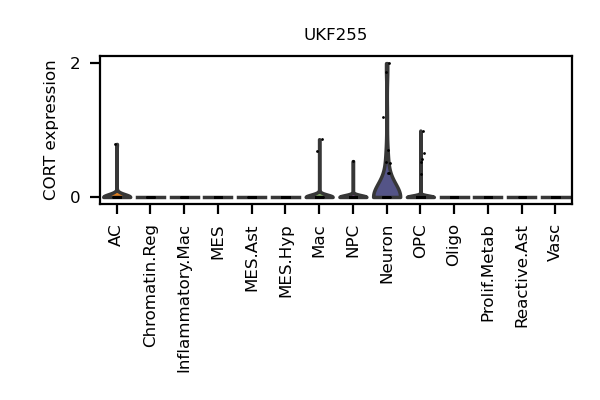 UKF255
CORT expression
2
0
AC
Chromatin.Reg
Inflammatory.Mac
MES
MES.Ast
MES.Hyp
Mac
NPC
Neuron
OPC
Oligo
Prolif.Metab
Reactive.Ast
Vasc